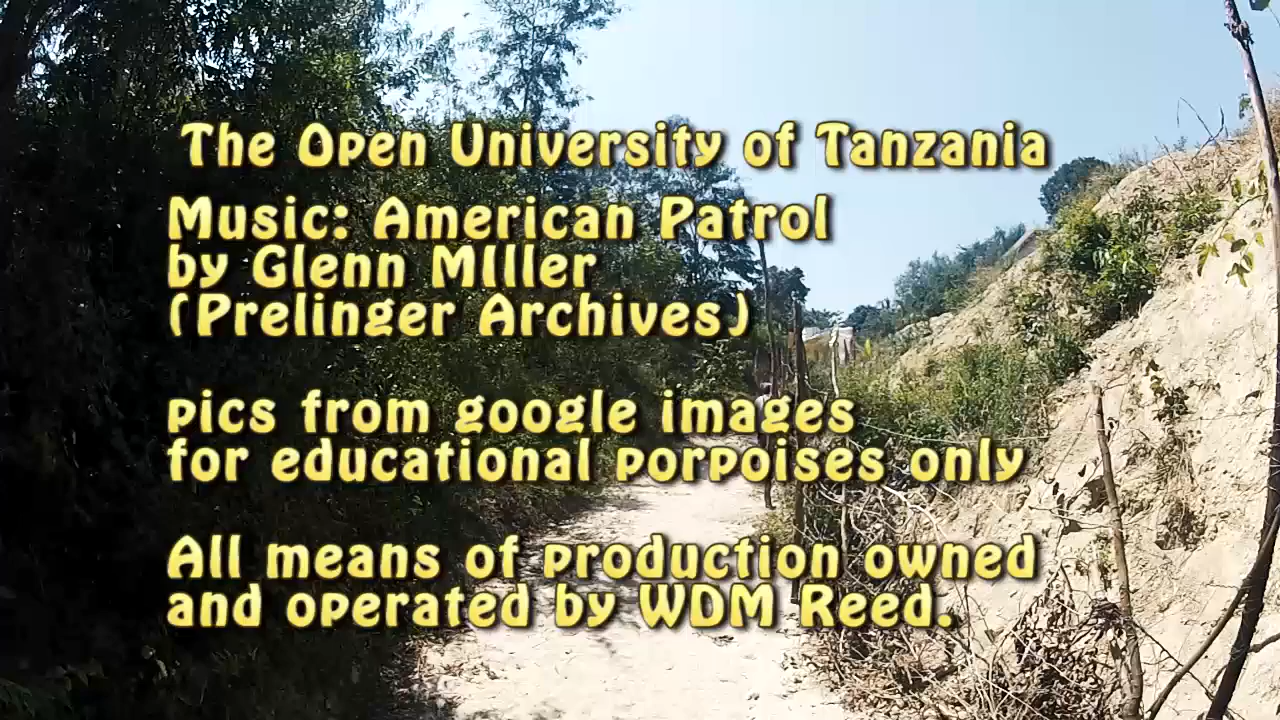 The Open University of Tanzania
Music: American Patrol
by Glenn MIller
(Prelinger Archives)
pics from google images
for educational porpoises only
All means of production owned
and operated by WDM Reed.